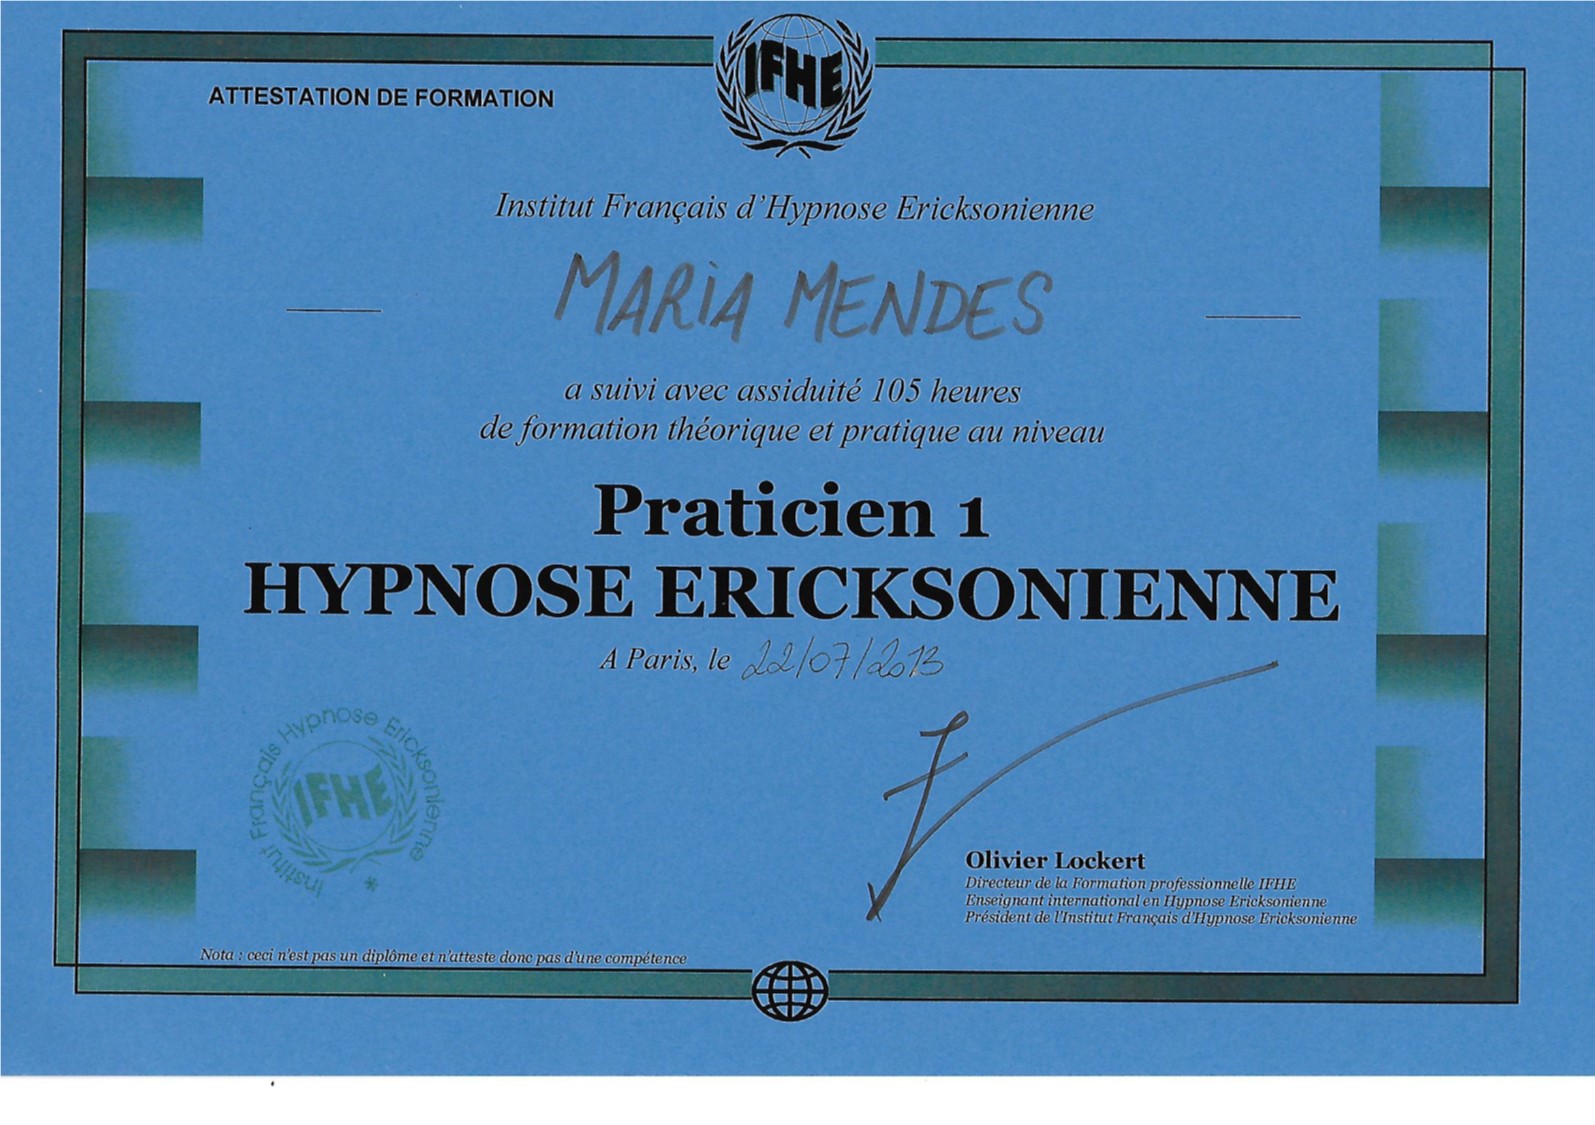 IFHE
ATTESTATION DE FORMATION
Institut Français d'Hypnose Ericksonienne
MARiA MENDES
a suivi avec assiduité 105 heures
de formation théorique et pratique au niveau
Praticien 1
HYPNOSE ERICKSONIENNE
A Paris, le 22/07/2013
Institut Français Hypnose Ericksonienne *
IFHE
Olivier Lockert
Directeur de la Formation professionnelle IFHE
Enseignant international en Hypnose Ericksonienne
Président de l'Institut Français d'Hypnose Ericksonienne
Nota : ceci n'est pas un diplôme et n'atteste donc pas d'une compétence